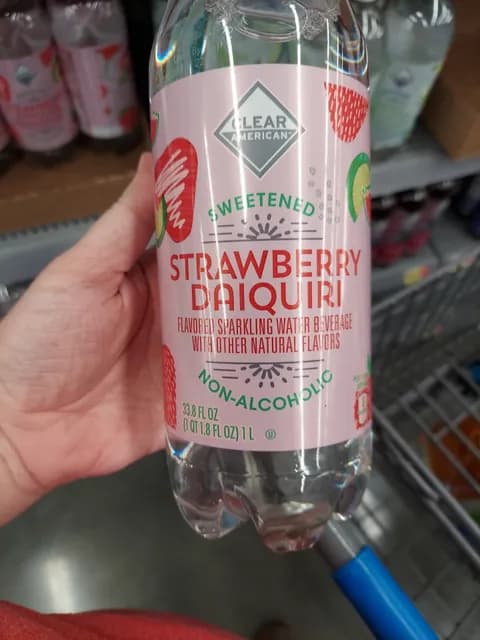 CLEAR
AMERICAN
SWEETENED
STRAWBERRY
DAIQUIRI
FLAVORED SPARKLING WATER BEVERAGE
WITH OTHER NATURAL FLAVORS
NON-ALCOHOLIC
33.8 FL OZ
(1 QT 1.8 FL OZ) 1 L